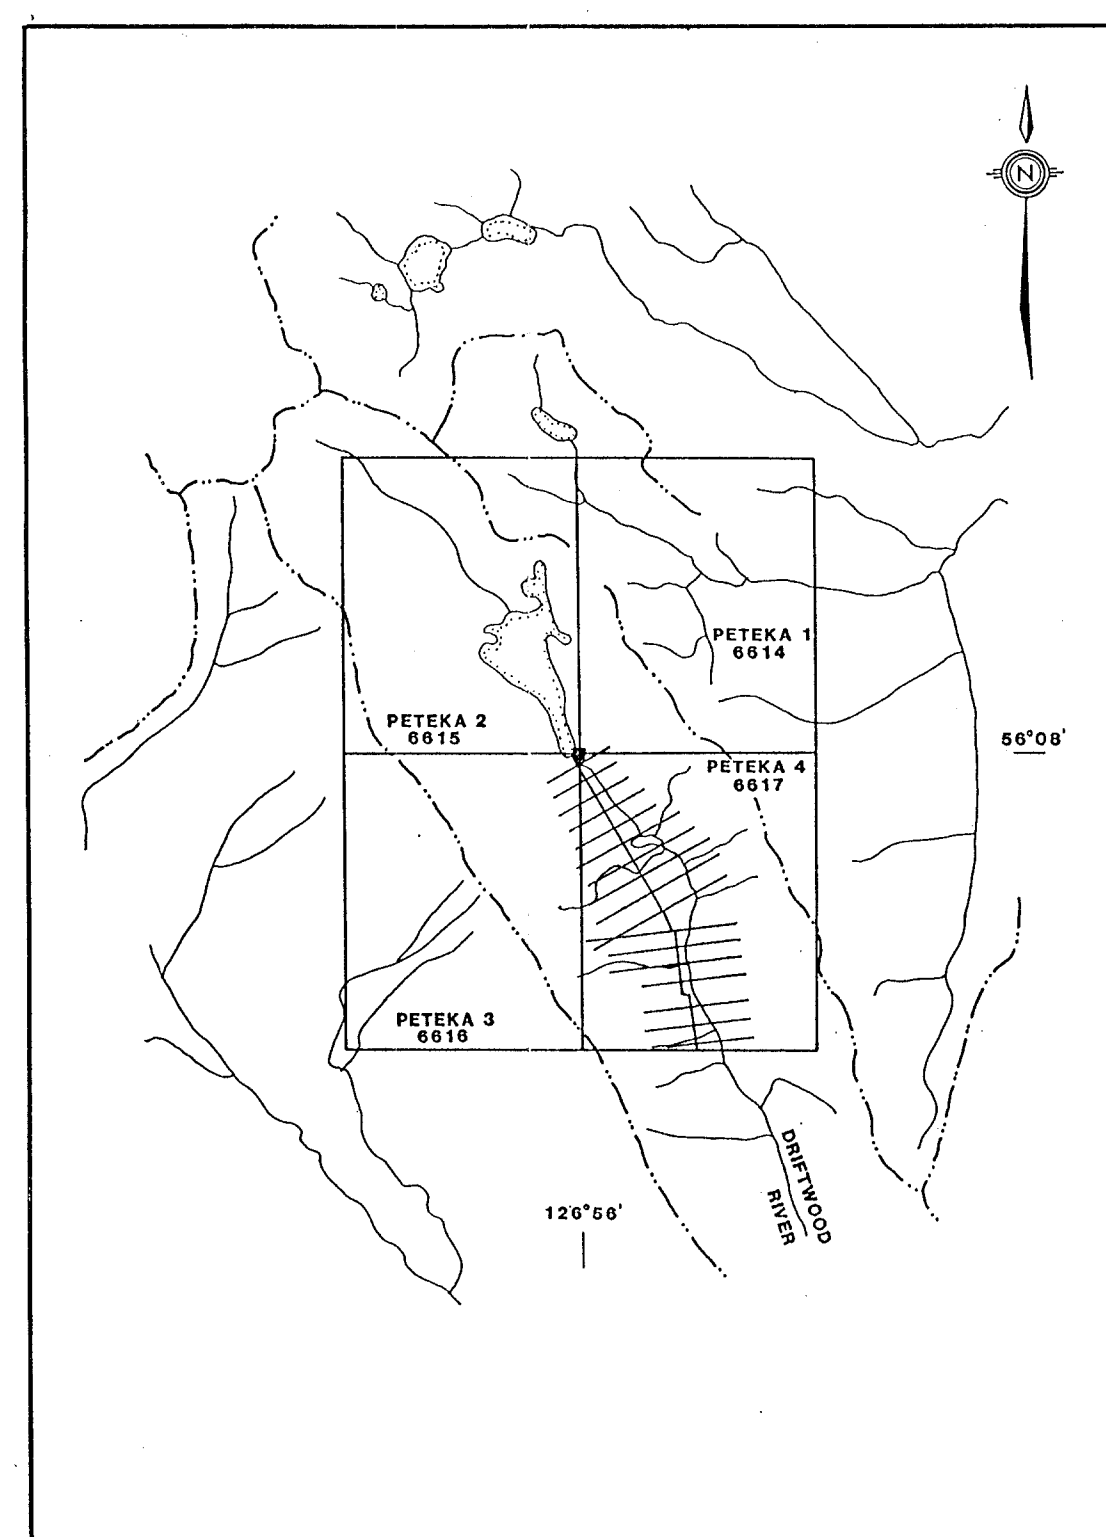 N
PETEKA 1
6614
PETEKA 2
6615
56°08'
PETEKA 4
6617
PETEKA 3
6616
DRIFTWOOD
RIVER
126°56'